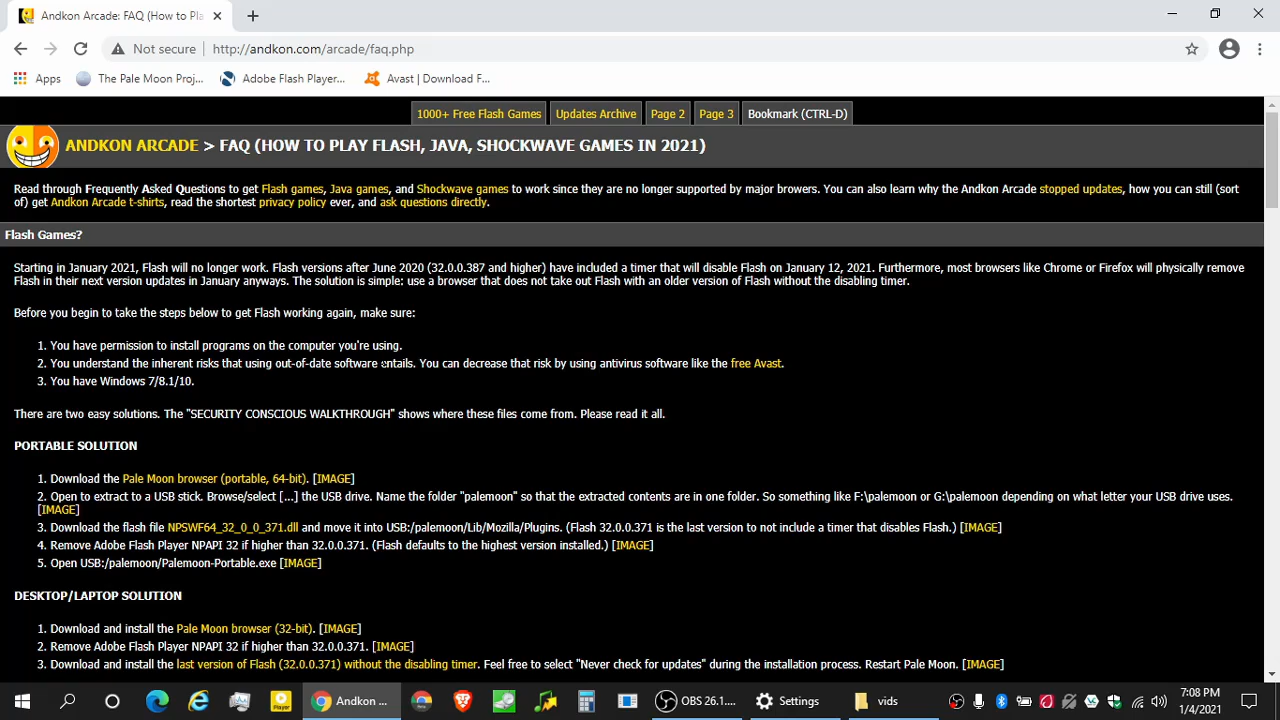 Andkon Arcade: FAQ (How to Pla
Not secure
http://andkon.com/arcade/faq.php
Apps
The Pale Moon Proj...
Adobe Flash Player...
Avast | Download F...
1000+ Free Flash Games
Updates Archive
Page 2
Page 3
Bookmark (CTRL-D)
ANDKON ARCADE > FAQ (HOW TO PLAY FLASH, JAVA, SHOCKWAVE GAMES IN 2021)
Read through Frequently Asked Questions to get Flash games, Java games, and Shockwave games to work since they are no longer supported by major browsers. You can also learn why the Andkon Arcade stopped updates, how you can still (sort
of) get Andkon Arcade t-shirts, read the shortest privacy policy ever, and ask questions directly.
Flash Games?
Starting in January 2021, Flash will no longer work. Flash versions after June 2020 (32.0.0.387 and higher) have included a timer that will disable Flash on January 12, 2021. Furthermore, most browsers like Chrome or Firefox will physically remove
Flash in their next version updates in January anyways. The solution is simple: use a browser that does not take out Flash with an older version of Flash without the disabling timer.
Before you begin to take the steps below to get Flash working again, make sure:
1. You have permission to install programs on the computer you're using.
2. You understand the inherent risks that using out-of-date software entails. You can decrease that risk by using antivirus software like the free Avast.
3. You have Windows 7/8.1/10.
There are two easy solutions. The "SECURITY CONSCIOUS WALKTHROUGH" shows where these files come from. Please read it all.
PORTABLE SOLUTION
1. Download the Pale Moon browser (portable, 64-bit). [IMAGE]
2. Open to extract to a USB stick. Browse/select [...] the USB drive. Name the folder "palemoon" so that the extracted contents are in one folder. So something like F:\palemoon or G:\palemoon depending on what letter your USB drive uses.
[IMAGE]
3. Download the flash file NPSWF64_32_0_0_371.dll and move it into USB:/palemoon/Lib/Mozilla/Plugins. (Flash 32.0.0.371 is the last version to not include a timer that disables Flash.) [IMAGE]
4. Remove Adobe Flash Player NPAPI 32 if higher than 32.0.0.371. (Flash defaults to the highest version installed.) [IMAGE]
5. Open USB:/palemoon/Palemoon-Portable.exe [IMAGE]
DESKTOP/LAPTOP SOLUTION
1. Download and install the Pale Moon browser (32-bit). [IMAGE]
2. Remove Adobe Flash Player NPAPI 32 if higher than 32.0.0.371. [IMAGE]
3. Download and install the last version of Flash (32.0.0.371) without the disabling timer. Feel free to select "Never check for updates" during the installation process. Restart Pale Moon. [IMAGE]
Andkon ...
OBS 26.1....
Settings
vids
7:08 PM
1/4/2021